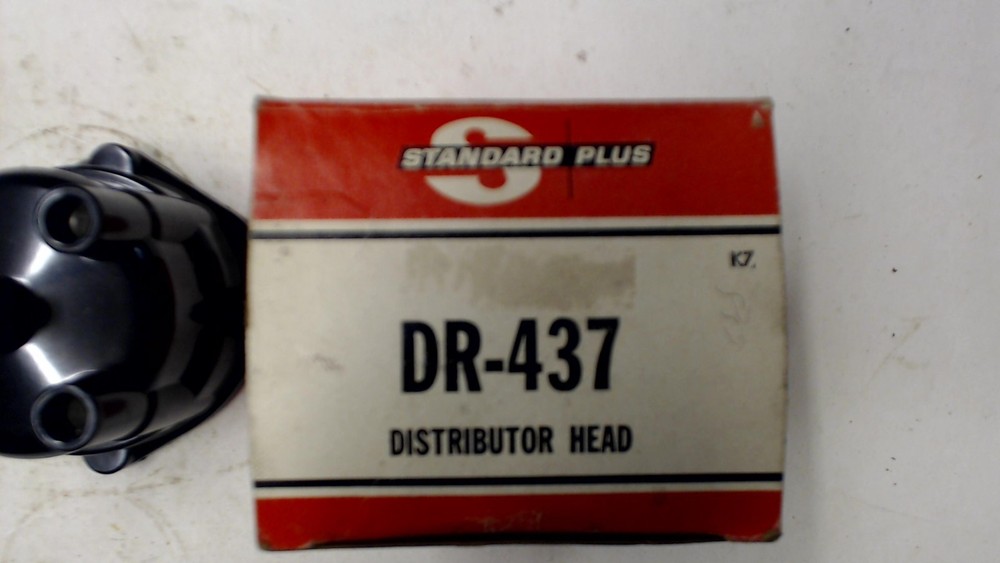 STANDARD PLUS
K7.
DR-437
DISTRIBUTOR HEAD